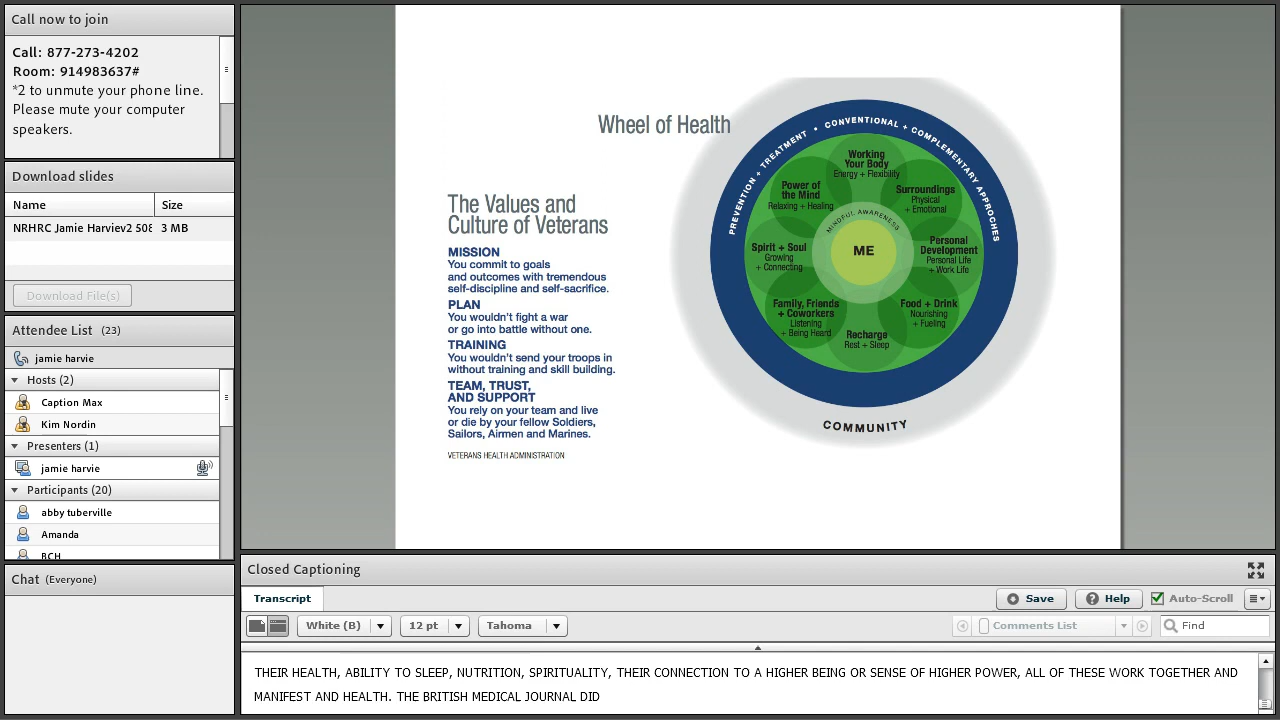 Call now to join
Call: 877-273-4202
Room: 914983637#
*2 to unmute your phone line.
Please mute your computer
speakers.
Download slides
Name Size
NRHRC Jamie Harviev2 508 3 MB
Download File(s)
Attendee List (23)
jamie harvie
Hosts (2)
Caption Max
Kim Nordin
Presenters (1)
jamie harvie
Participants (20)
abby tuberville
Amanda
BCH
Chat (Everyone)
Wheel of Health
The Values and
Culture of Veterans
MISSION
You commit to goals
and outcomes with tremendous
self-discipline and self-sacrifice.
PLAN
You wouldn't fight a war
or go into battle without one.
TRAINING
You wouldn't send your troops in
without training and skill building.
TEAM, TRUST,
AND SUPPORT
You rely on your team and live
or die by your fellow Soldiers,
Sailors, Airmen and Marines.
VETERANS HEALTH ADMINISTRATION
PREVENTION + TREATMENT • CONVENTIONAL + COMPLEMENTARY APPROCHES
Working
Your Body
Energy + Flexibility
Surroundings
Physical
+ Emotional
Personal
Development
Personal Life
+ Work Life
Food + Drink
Nourishing
+ Fueling
Recharge
Rest + Sleep
Family, Friends
+ Coworkers
Listening
+ Being Heard
Spirit + Soul
Growing
+ Connecting
Power of
the Mind
Relaxing + Healing
MINDFUL AWARENESS
ME
COMMUNITY
Closed Captioning
Transcript
Save Help Auto-Scroll
White (B) 12 pt Tahoma Comments List Find
THEIR HEALTH, ABILITY TO SLEEP, NUTRITION, SPIRITUALITY, THEIR CONNECTION TO A HIGHER BEING OR SENSE OF HIGHER POWER, ALL OF THESE WORK TOGETHER AND
MANIFEST AND HEALTH. THE BRITISH MEDICAL JOURNAL DID